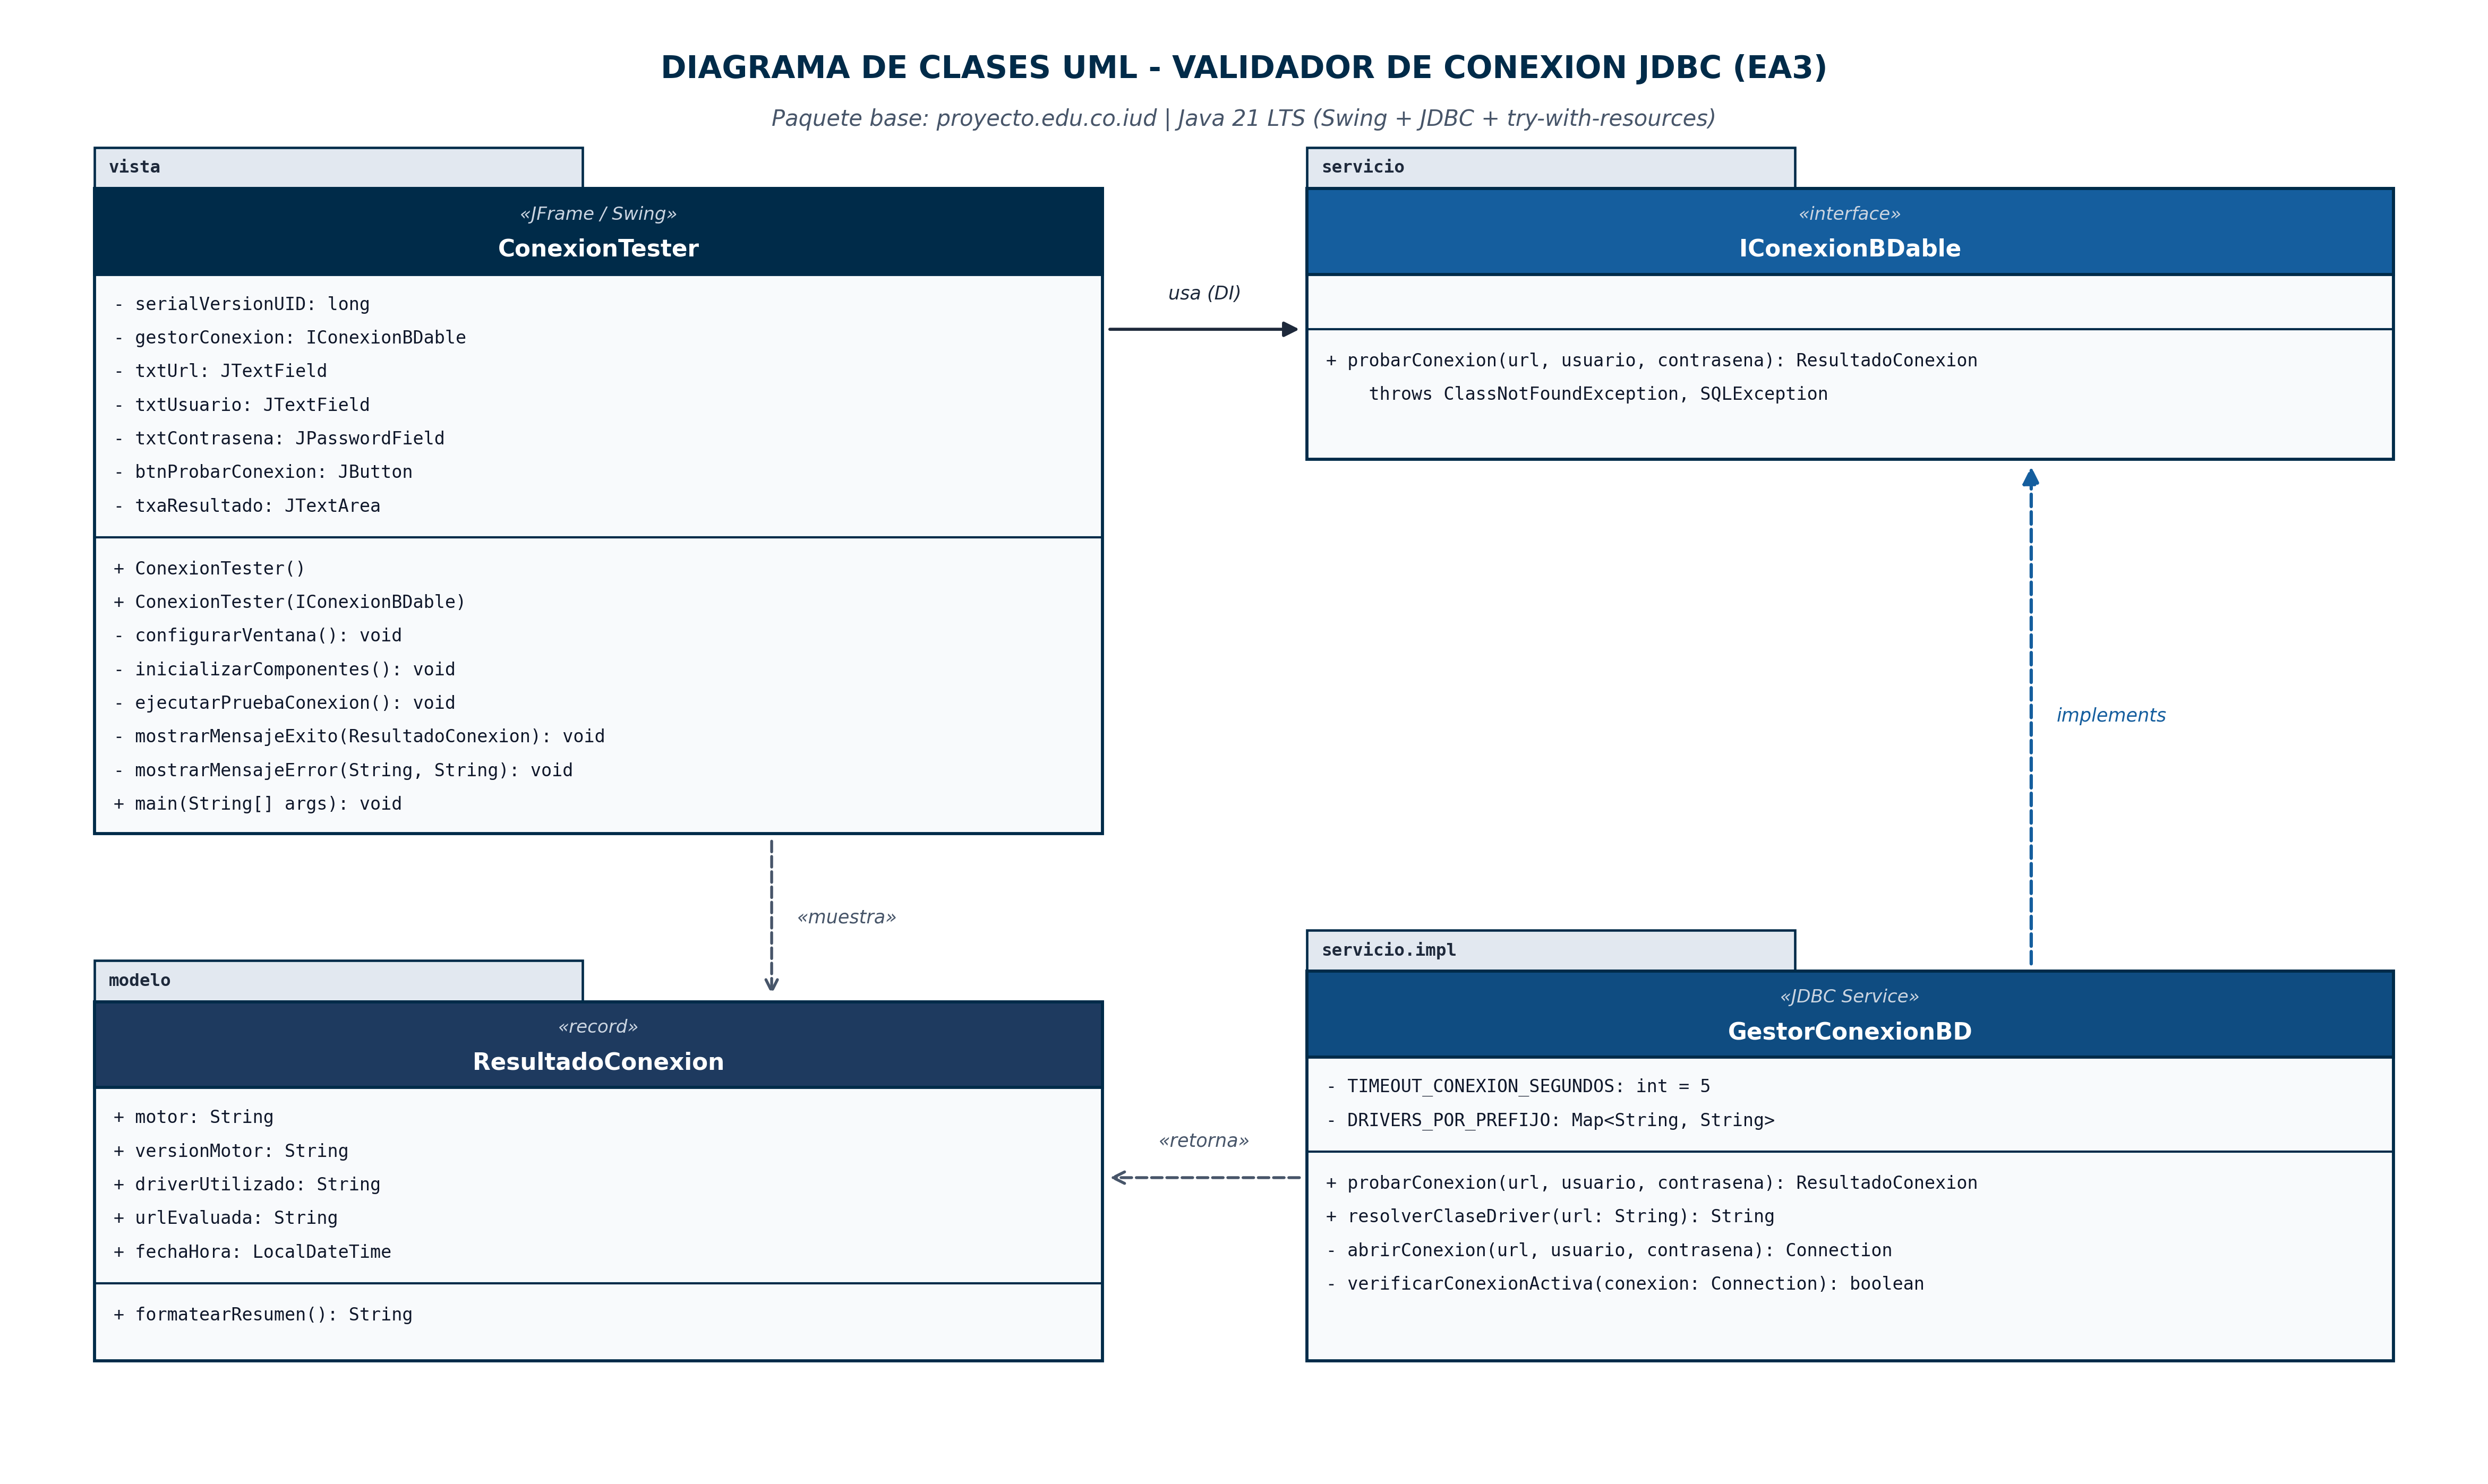 DIAGRAMA DE CLASES UML - VALIDADOR DE CONEXION JDBC (EA3)
Paquete base: proyecto.edu.co.iud | Java 21 LTS (Swing + JDBC + try-with-resources)
vista
«JFrame / Swing»
ConexionTester
- serialVersionUID: long
- gestorConexion: IConexionBDable
- txtUrl: JTextField
- txtUsuario: JTextField
- txtContrasena: JPasswordField
- btnProbarConexion: JButton
- txaResultado: JTextArea
+ ConexionTester()
+ ConexionTester(IConexionBDable)
- configurarVentana(): void
- inicializarComponentes(): void
- ejecutarPruebaConexion(): void
- mostrarMensajeExito(ResultadoConexion): void
- mostrarMensajeError(String, String): void
+ main(String[] args): void
usa (DI)
servicio
«interface»
IConexionBDable
+ probarConexion(url, usuario, contrasena): ResultadoConexion
throws ClassNotFoundException, SQLException
implements
«muestra»
modelo
«record»
ResultadoConexion
+ motor: String
+ versionMotor: String
+ driverUtilizado: String
+ urlEvaluada: String
+ fechaHora: LocalDateTime
+ formatearResumen(): String
«retorna»
servicio.impl
«JDBC Service»
GestorConexionBD
- TIMEOUT_CONEXION_SEGUNDOS: int = 5
- DRIVERS_POR_PREFIJO: Map<String, String>
+ probarConexion(url, usuario, contrasena): ResultadoConexion
+ resolverClaseDriver(url: String): String
- abrirConexion(url, usuario, contrasena): Connection
- verificarConexionActiva(conexion: Connection): boolean